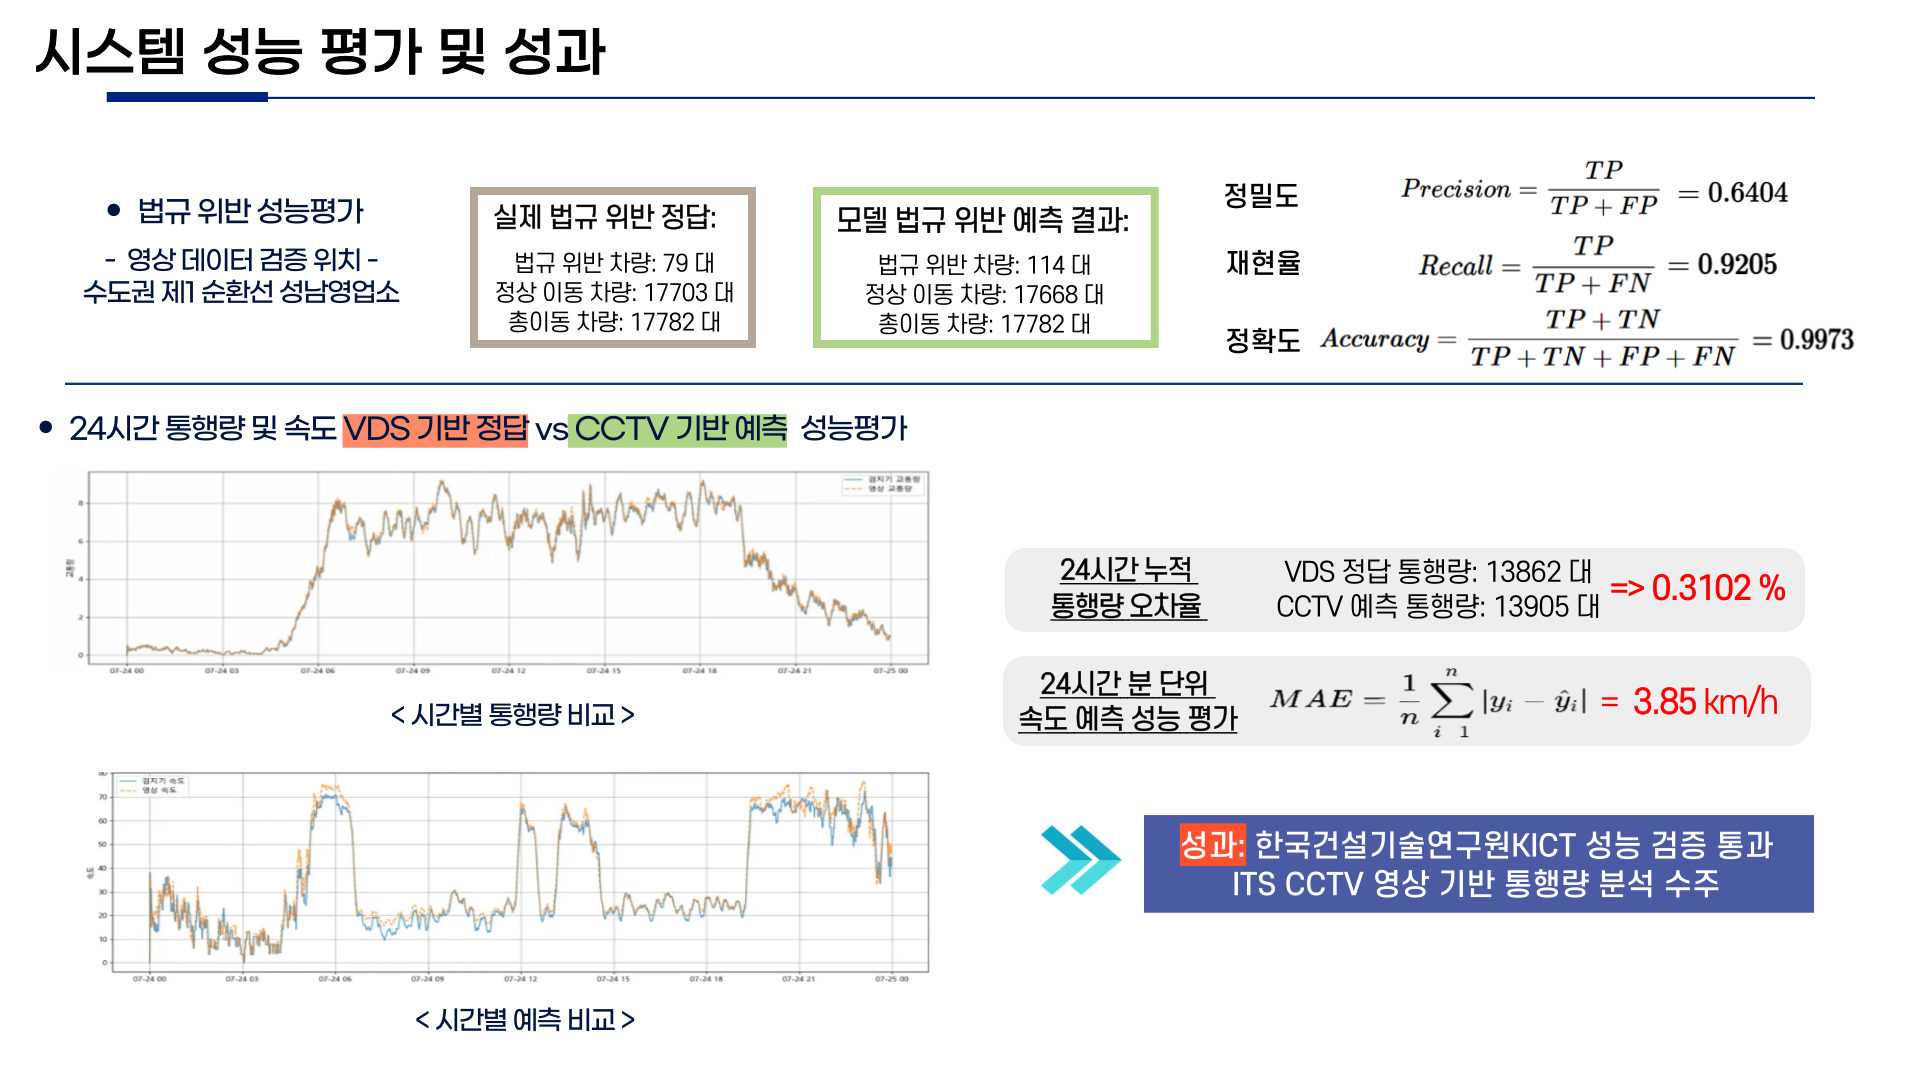 시스템 성능 평가 및 성과
• 법규 위반 성능평가
- 영상 데이터 검증 위치 -
수도권 제1 순환선 성남영업소
실제 법규 위반 정답:
법규 위반 차량: 79 대
정상 이동 차량: 17703 대
총이동 차량: 17782 대
모델 법규 위반 예측 결과:
법규 위반 차량: 114 대
정상 이동 차량: 17668 대
총이동 차량: 17782 대
정밀도 Precision = TP / TP + FP = 0.6404
재현율 Recall = TP / TP + FN = 0.9205
정확도 Accuracy = TP + TN / TP + TN + FP + FN = 0.9973
• 24시간 통행량 및 속도 VDS 기반 정답 vs CCTV 기반 예측 성능평가
검지기 교통량
영상 교통량
교통량
8
6
4
2
0
07-24 00 07-24 03 07-24 06 07-24 09 07-24 12 07-24 15 07-24 18 07-24 21 07-25 00
< 시간별 통행량 비교 >
검지기 속도
영상 속도
속도
80
70
60
50
40
30
20
10
0
07-24 00 07-24 03 07-24 06 07-24 09 07-24 12 07-24 15 07-24 18 07-24 21 07-25 00
< 시간별 예측 비교 >
24시간 누적
통행량 오차율
VDS 정답 통행량: 13862 대
CCTV 예측 통행량: 13905 대
=> 0.3102 %
24시간 분 단위
속도 예측 성능 평가
MAE = 1/n ∑ n i 1 |yi − ŷi| = 3.85 km/h
성과: 한국건설기술연구원KICT 성능 검증 통과
ITS CCTV 영상 기반 통행량 분석 수주